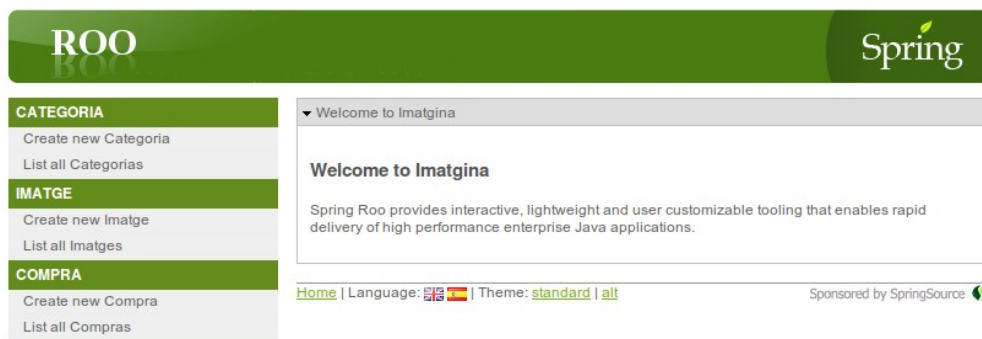 ROO
Spring
CATEGORIA
Create new Categoria
List all Categorias
IMATGE
Create new Imatge
List all Imatges
COMPRA
Create new Compra
List all Compras
Welcome to Imatgina
Welcome to Imatgina
Spring Roo provides interactive, lightweight and user customizable tooling that enables rapid
delivery of high performance enterprise Java applications.
Home | Language: | Theme: standard | alt
Sponsored by SpringSource